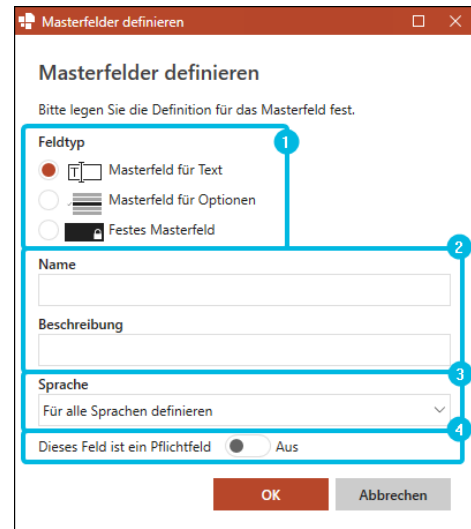 Masterfelder definieren
Masterfelder definieren
Bitte legen Sie die Definition für das Masterfeld fest.
Feldtyp
1
T Masterfeld für Text
Masterfeld für Optionen
Festes Masterfeld
2
Name
Beschreibung
3
Sprache
Für alle Sprachen definieren
4
Dieses Feld ist ein Pflichtfeld Aus
OK Abbrechen